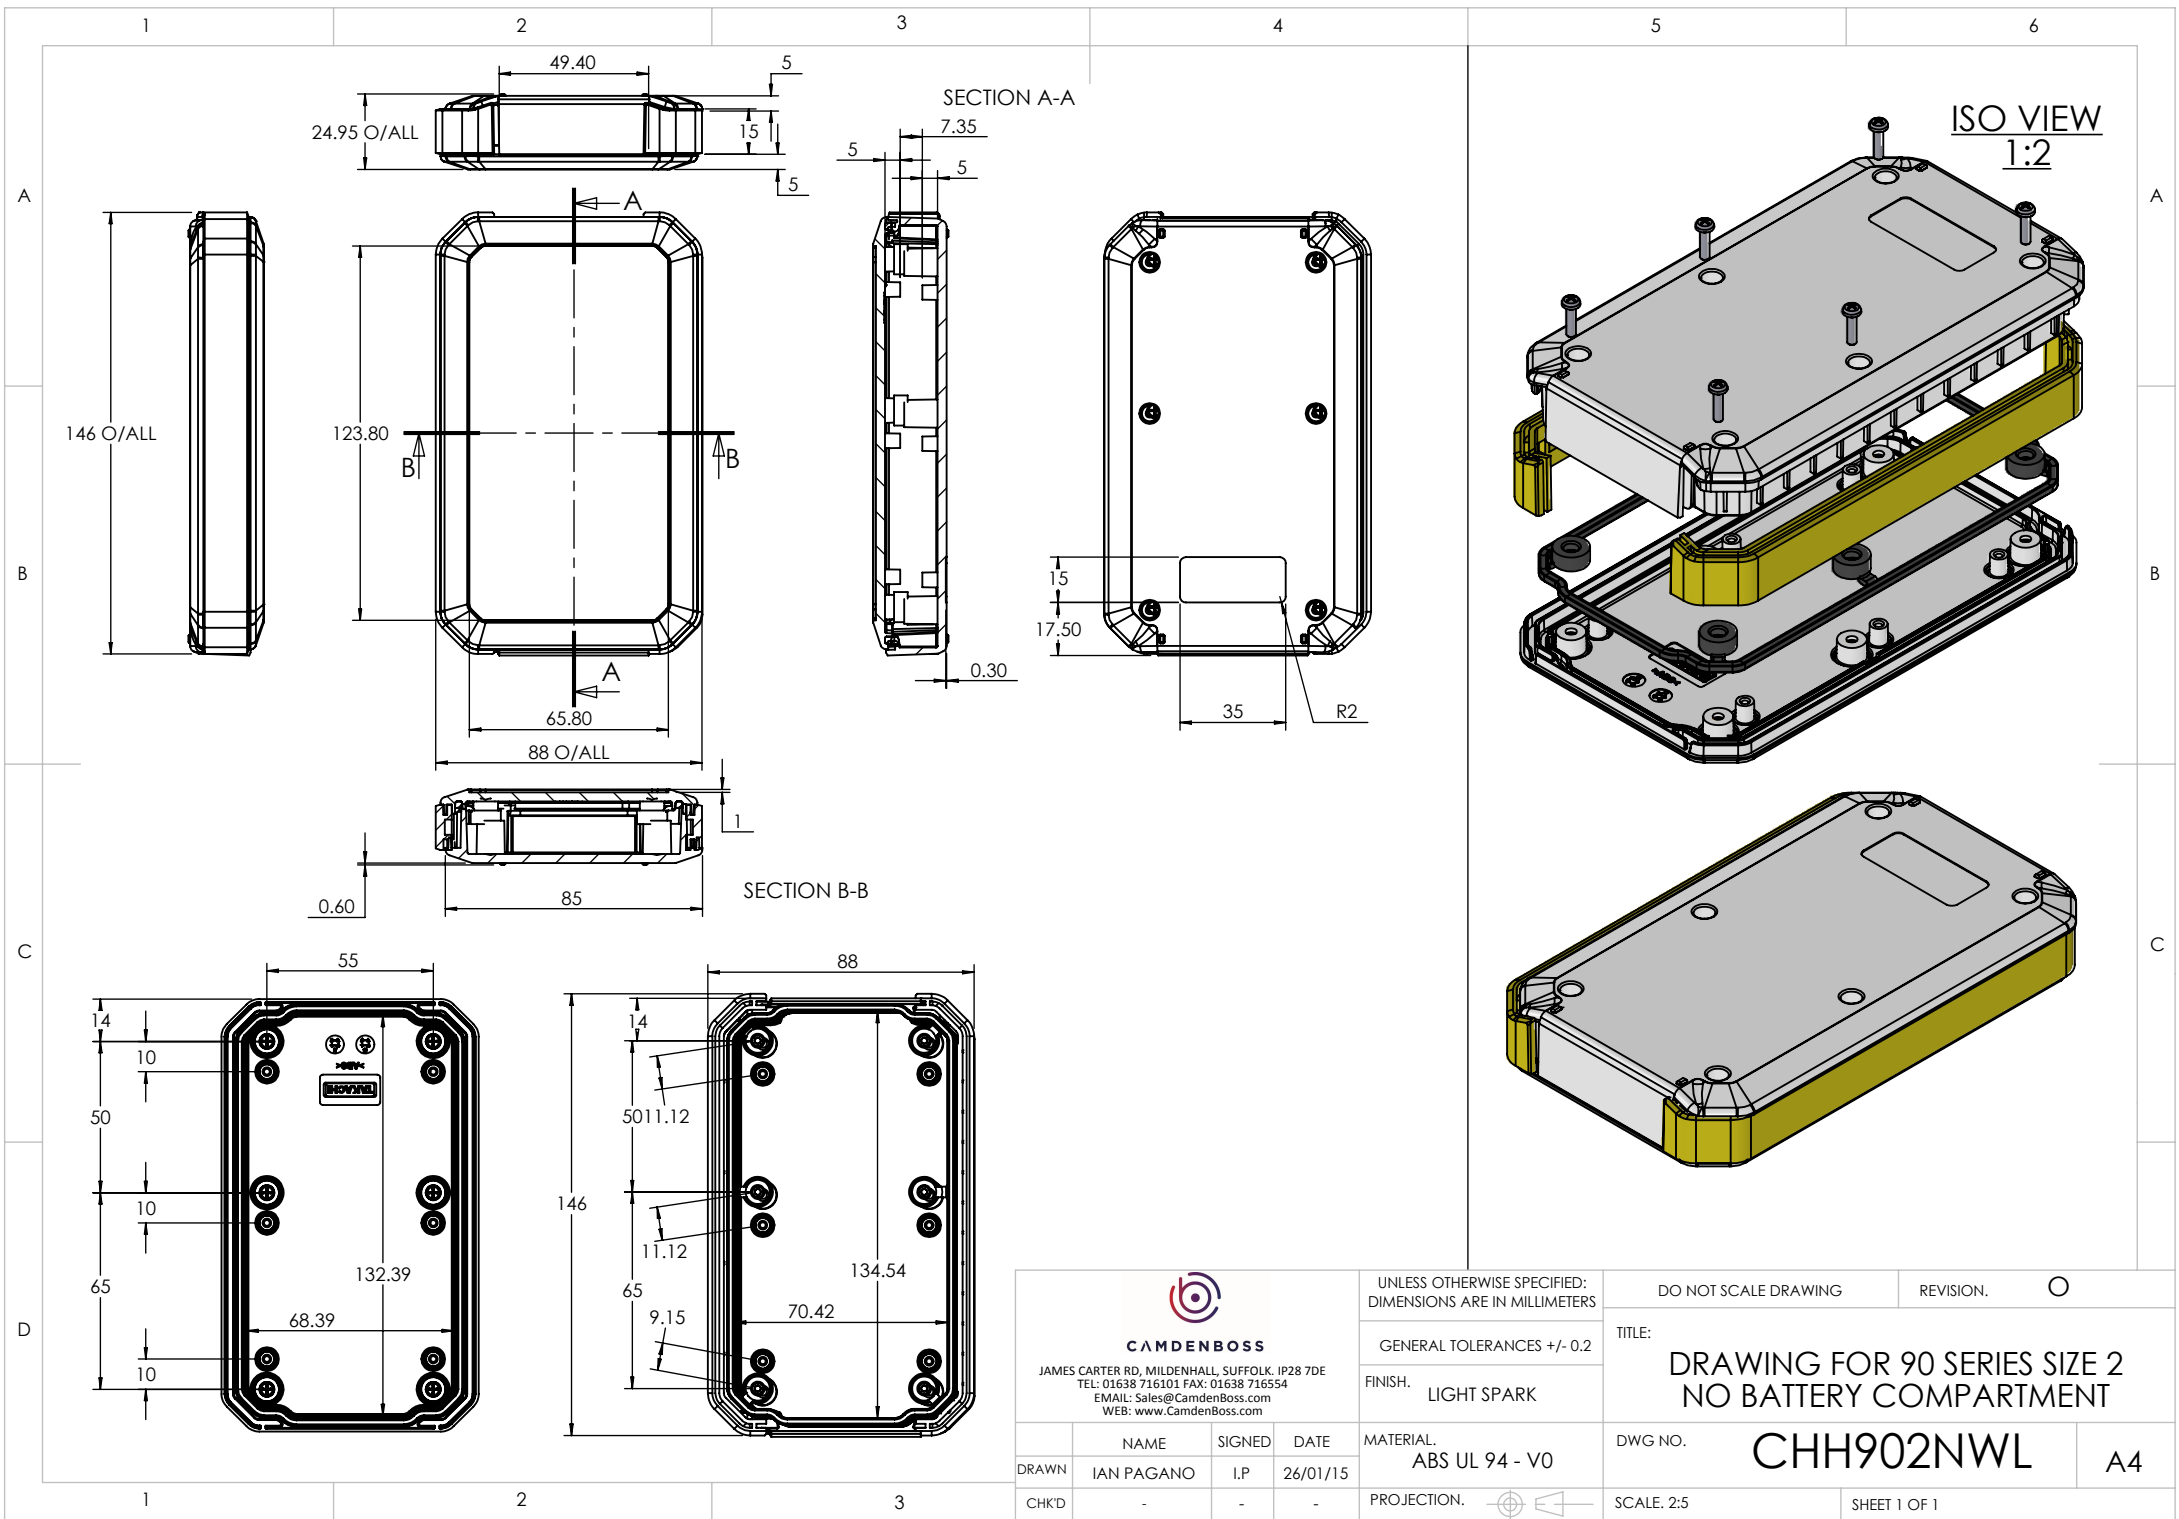 1 2 3 4 5 6
A
B
C
D
A
B
C
49.40
5
24.95 O/ALL
15
5
SECTION A-A
7.35
5
5
ISO VIEW
1:2
A
146 O/ALL
123.80
B
B
A
65.80
88 O/ALL
0.30
15
17.50
35
R2
1
0.60
85
SECTION B-B
55
14
10
50
10
65
10
>ABS<
TAKACHI
132.39
68.39
88
14
50
11.12
146
11.12
65
9.15
134.54
70.42
CAMDENBOSS
JAMES CARTER RD, MILDENHALL, SUFFOLK. IP28 7DE
TEL: 01638 716101 FAX: 01638 716554
EMAIL: Sales@CamdenBoss.com
WEB: www.CamdenBoss.com
NAME SIGNED DATE
DRAWN IAN PAGANO I.P 26/01/15
CHK'D - - -
UNLESS OTHERWISE SPECIFIED:
DIMENSIONS ARE IN MILLIMETERS
GENERAL TOLERANCES +/- 0.2
FINISH. LIGHT SPARK
MATERIAL.
ABS UL 94 - V0
PROJECTION.
DO NOT SCALE DRAWING
REVISION. O
TITLE:
DRAWING FOR 90 SERIES SIZE 2
NO BATTERY COMPARTMENT
DWG NO. CHH902NWL
A4
SCALE. 2:5
SHEET 1 OF 1
1 2 3